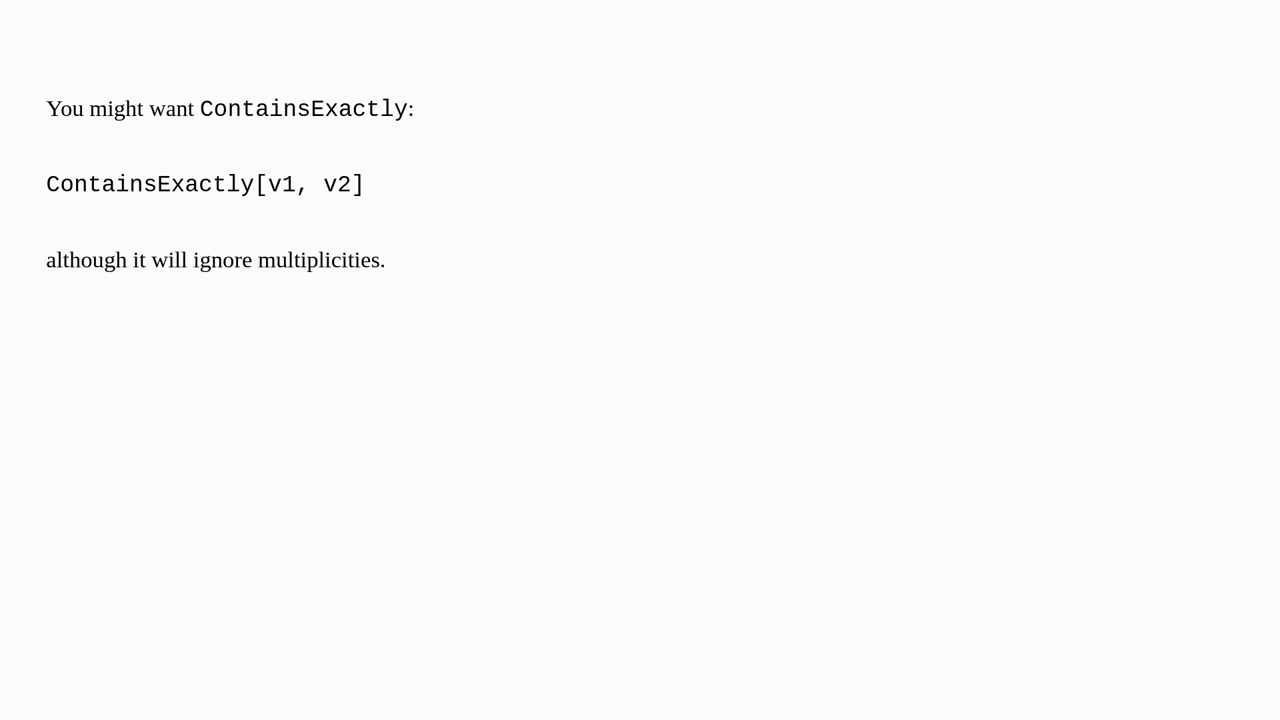 You might want ContainsExactly:
ContainsExactly[v1, v2]
although it will ignore multiplicities.